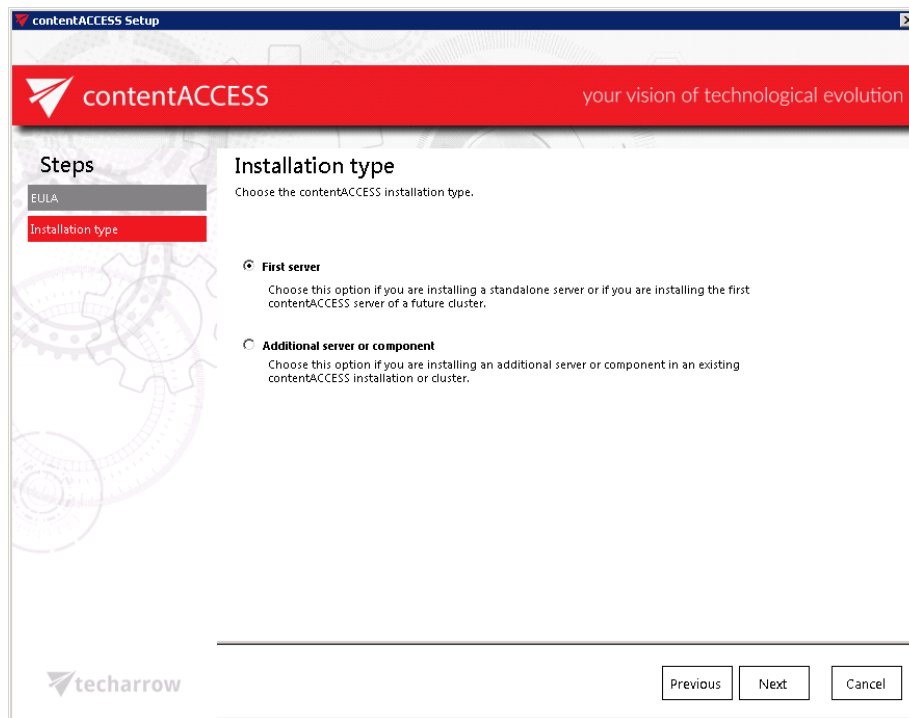 contentACCESS Setup
contentACCESS
your vision of technological evolution
Steps
EULA
Installation type
Installation type
Choose the contentACCESS installation type.
First server
Choose this option if you are installing a standalone server or if you are installing the first
contentACCESS server of a future cluster.
Additional server or component
Choose this option if you are installing an additional server or component in an existing
contentACCESS installation or cluster.
techarrow
Previous
Next
Cancel